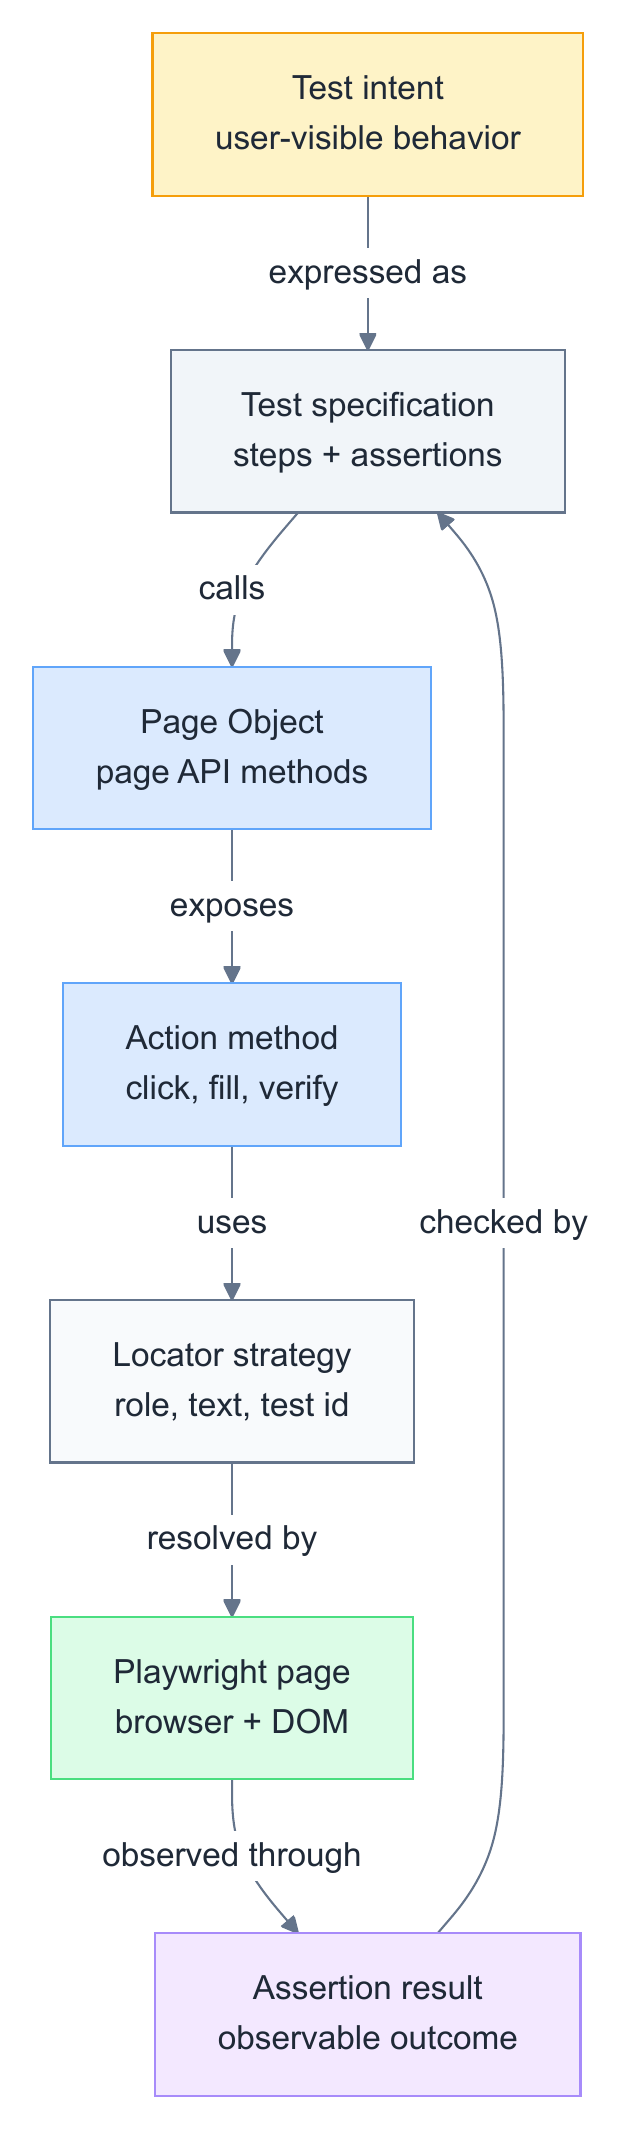 Test intent
user-visible behavior
expressed as
Test specification
steps + assertions
calls
Page Object
page API methods
exposes
Action method
click, fill, verify
uses
checked by
Locator strategy
role, text, test id
resolved by
Playwright page
browser + DOM
observed through
Assertion result
observable outcome